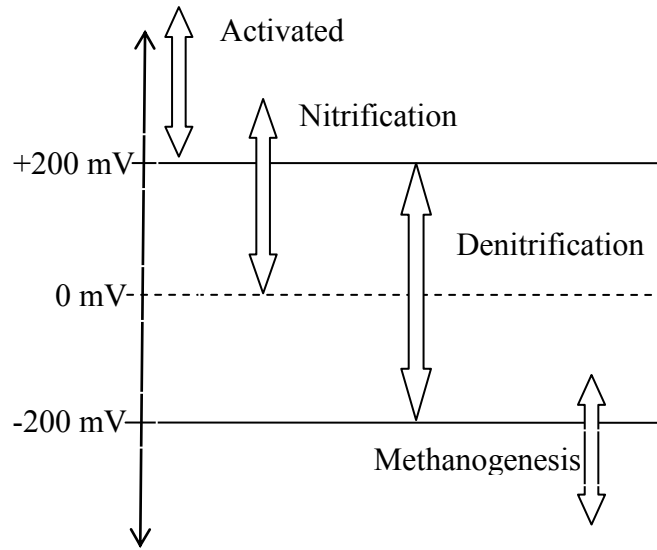 Activated
Nitrification
+200 mV
Denitrification
0 mV
-200 mV
Methanogenesis